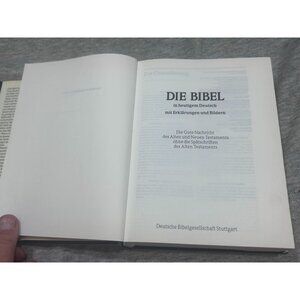 DIE BIBEL
in heutigem Deutsch
mit Erklärungen und Bildern
Die Gute Nachricht
des Alten und Neuen Testaments
ohne die Spätschriften
des Alten Testaments
Deutsche Bibelgesellschaft Stuttgart